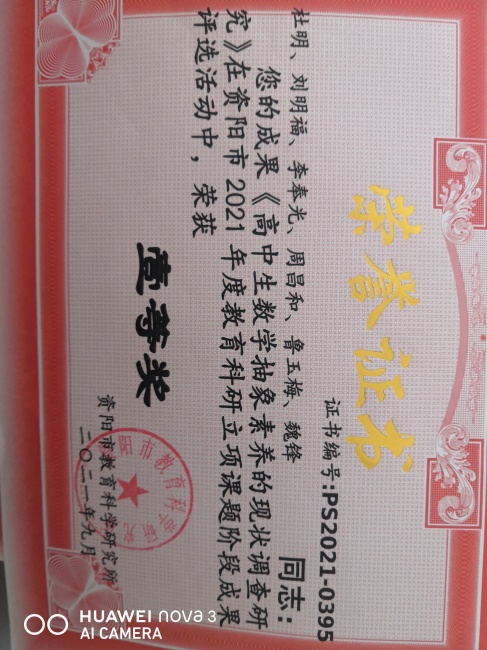 荣誉证书
证书编号:PS2021-0395
杜明、刘明福、李奉光、周昌和、鲁玉梅、魏锋 同志：
您的成果《高中生数学抽象素养的现状调查研
究》在资阳市2021年度教育科研立项课题阶段成果
评选活动中，荣获
壹等奖
资阳市教育科学研究所
二〇二一年九月
HUAWEI nova 3
AI CAMERA